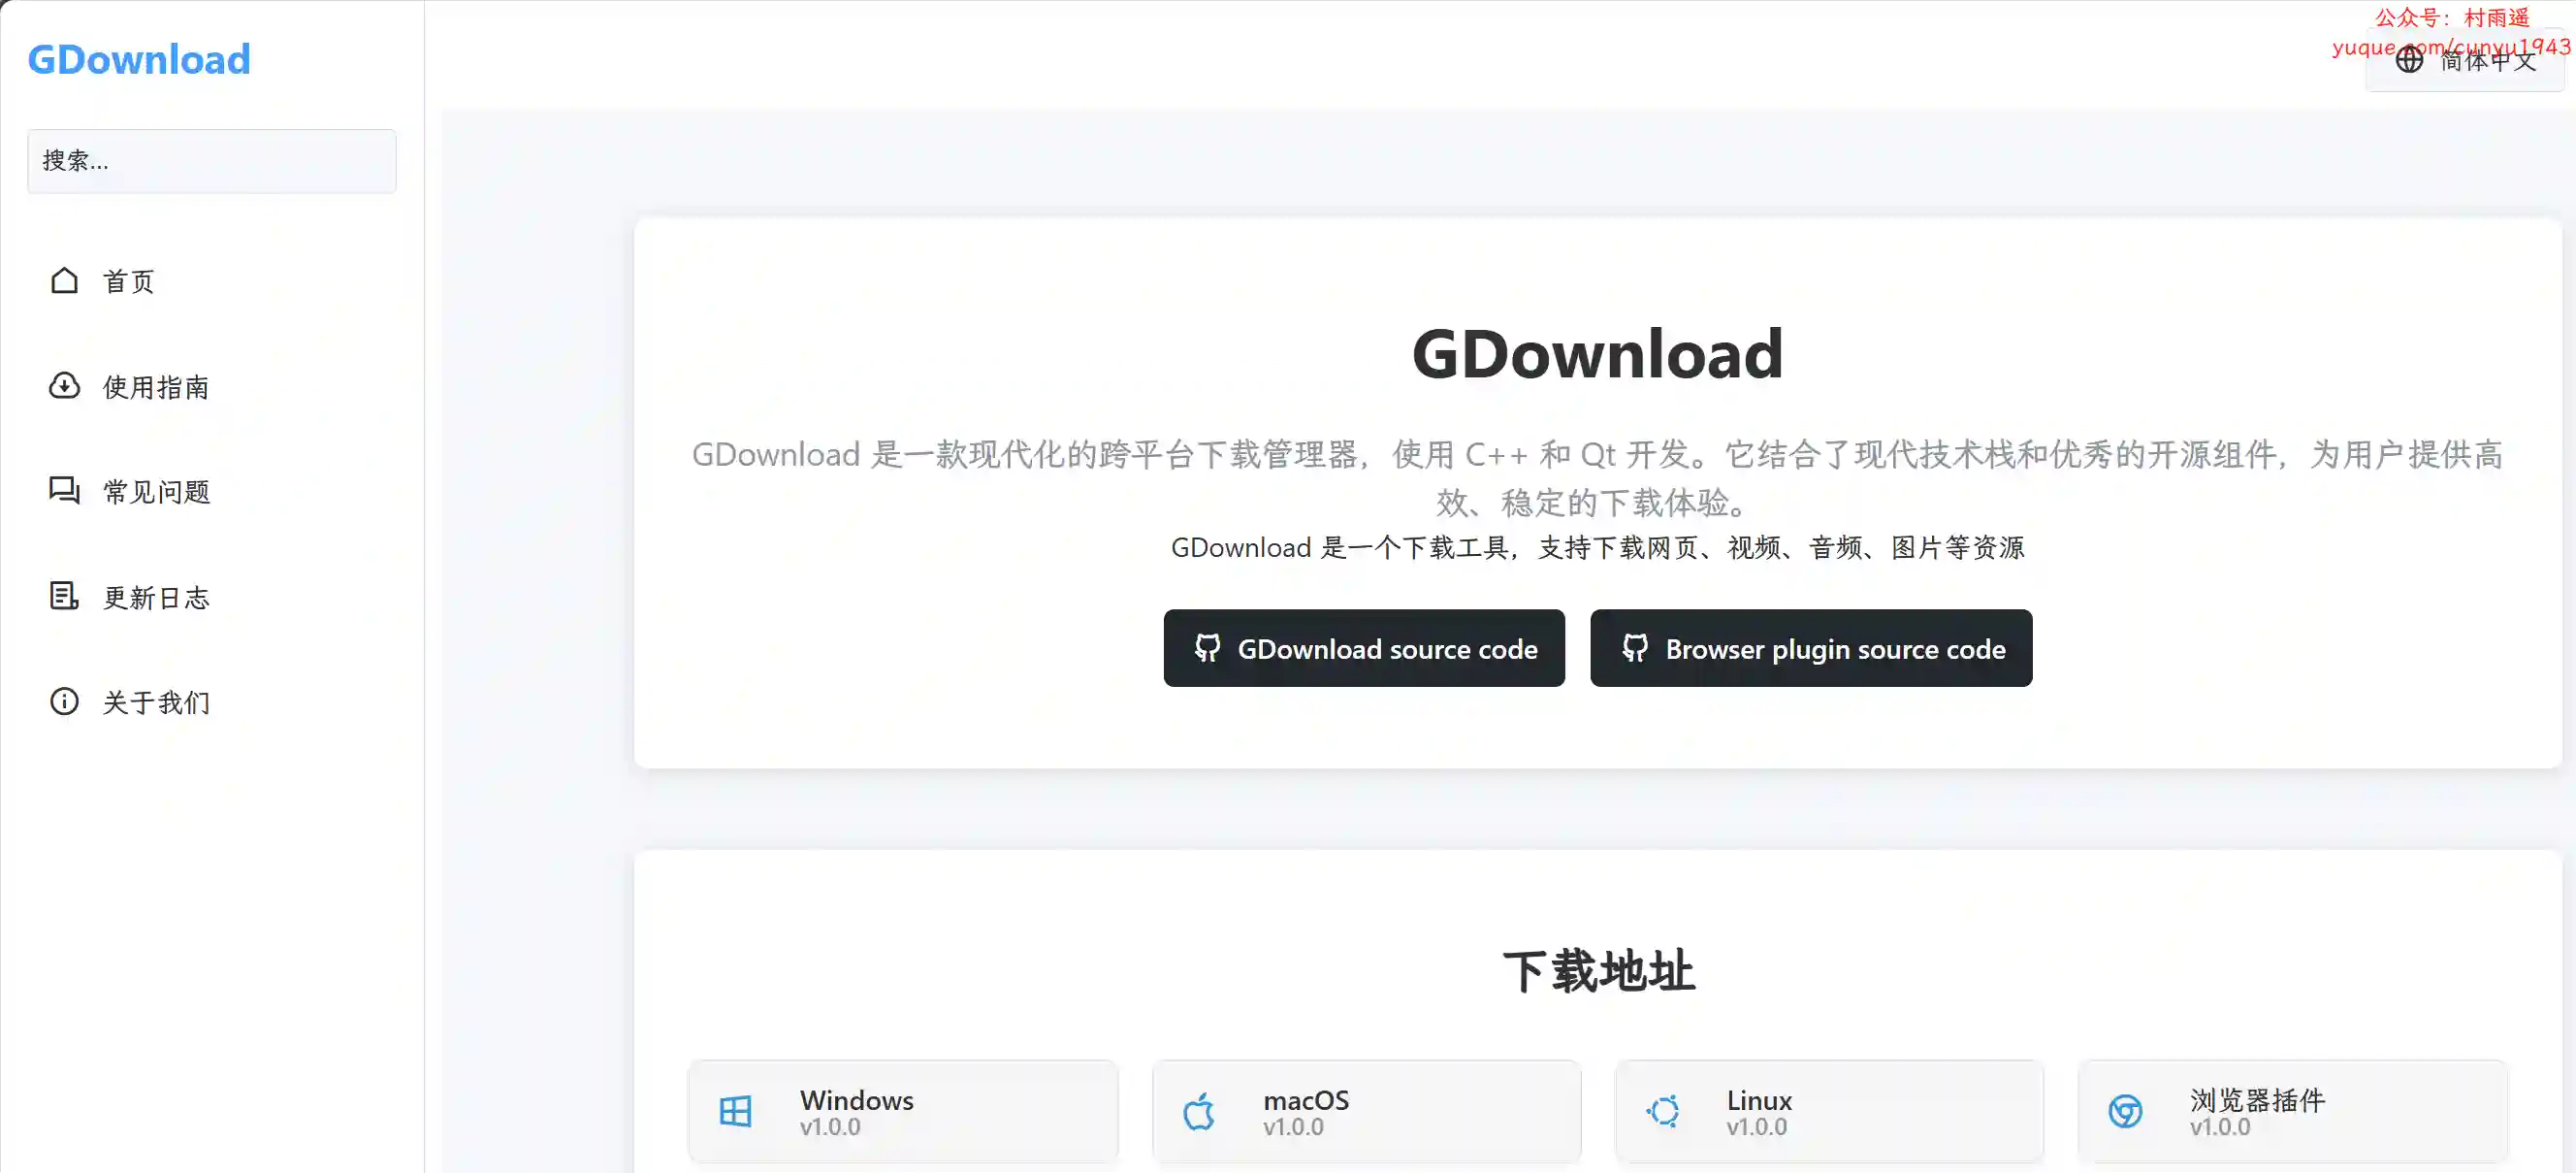 公众号：村雨遥
yuque.com/cunyu1943
简体中文
GDownload
搜索...
首页
使用指南
常见问题
更新日志
关于我们
GDownload
GDownload 是一款现代化的跨平台下载管理器，使用 C++ 和 Qt 开发。它结合了现代技术栈和优秀的开源组件，为用户提供高
效、稳定的下载体验。
GDownload 是一个下载工具，支持下载网页、视频、音频、图片等资源
GDownload source code
Browser plugin source code
下载地址
Windows
v1.0.0
macOS
v1.0.0
Linux
v1.0.0
浏览器插件
v1.0.0